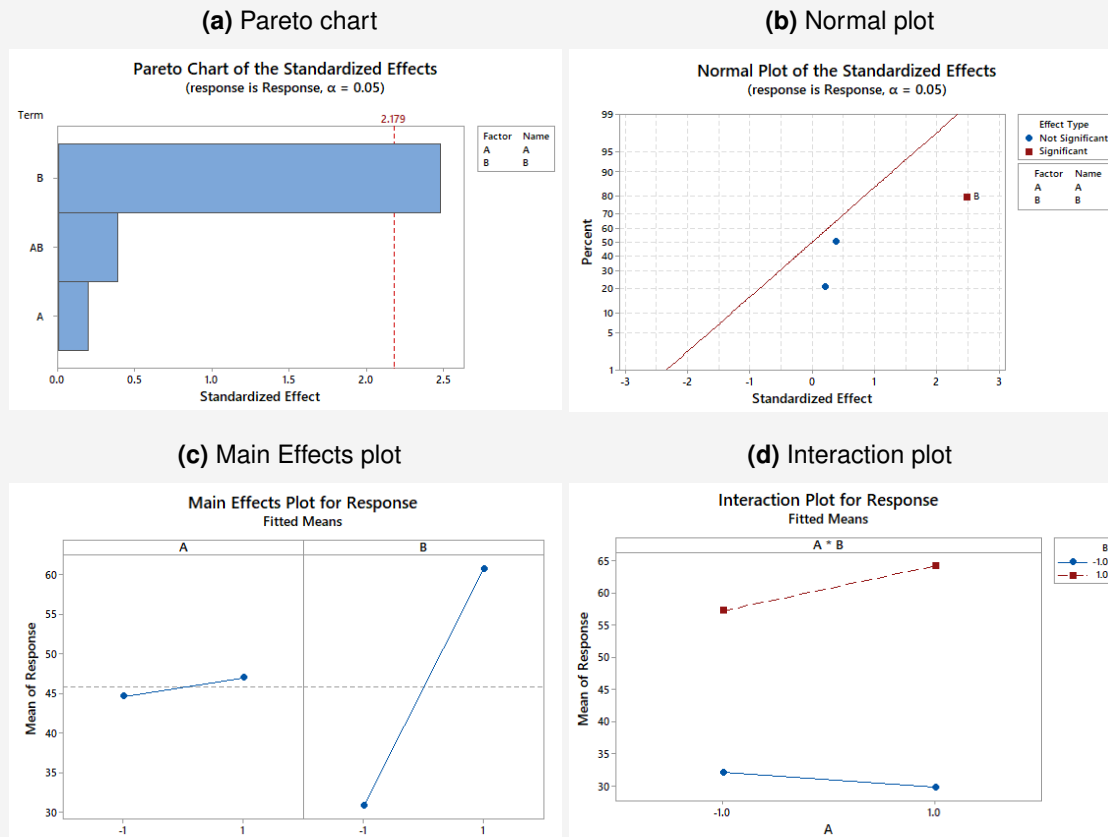 (a) Pareto chart
Pareto Chart of the Standardized Effects
(response is Response, α = 0.05)
Term
2.179
Factor Name
A A
B B
B
AB
A
0.0 0.5 1.0 1.5 2.0 2.5
Standardized Effect
(b) Normal plot
Normal Plot of the Standardized Effects
(response is Response, α = 0.05)
Effect Type
Not Significant
Significant
Factor Name
A A
B B
Percent
99
95
90
80
70
60
50
40
30
20
10
5
1
B
-3 -2 -1 0 1 2 3
Standardized Effect
(c) Main Effects plot
Main Effects Plot for Response
Fitted Means
A B
Mean of Response
60
55
50
45
40
35
30
-1 1 -1 1
(d) Interaction plot
Interaction Plot for Response
Fitted Means
A * B
B
-1.0
1.0
Mean of Response
65
60
55
50
45
40
35
30
-1.0 1.0
A